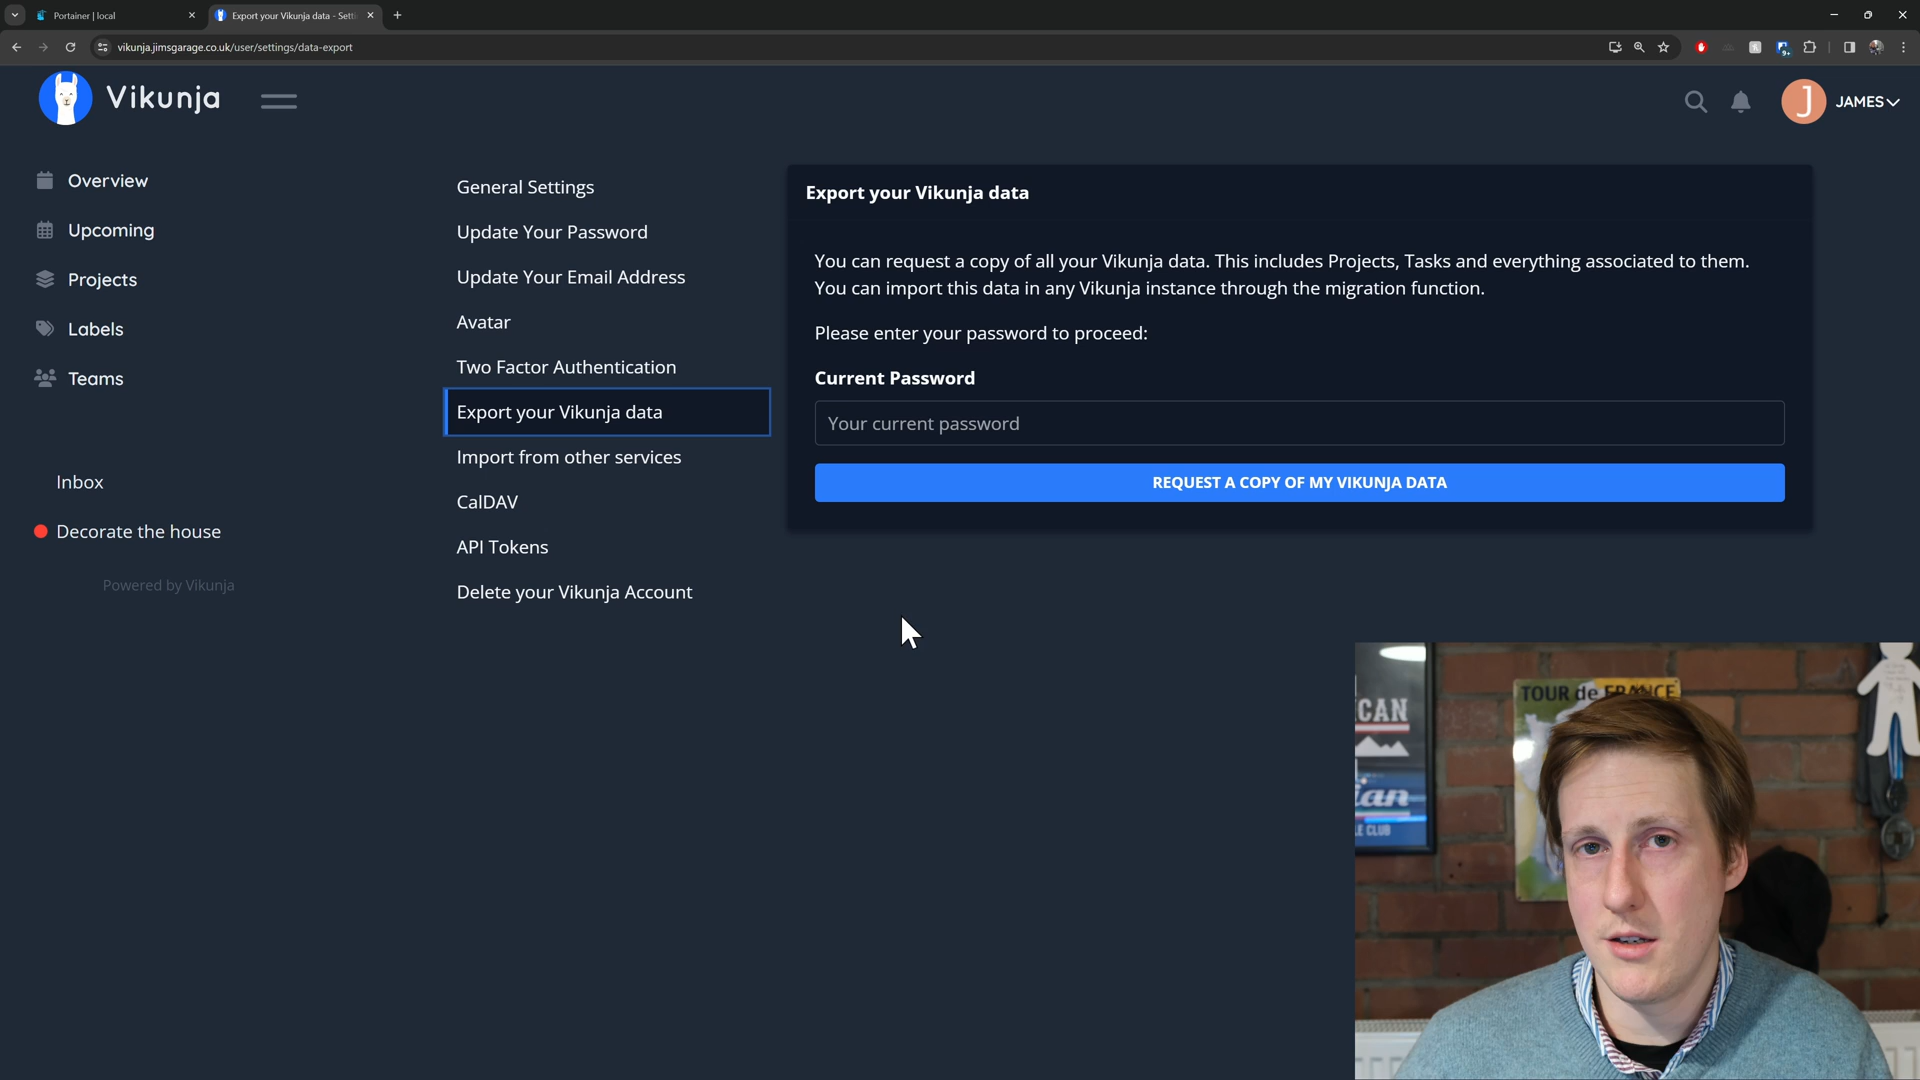 Portainer | local
Export your Vikunja data - Setti
vikunja.jimsgarage.co.uk/user/settings/data-export
9+
Vikunja
J
JAMES
Overview
Upcoming
Projects
Labels
Teams
Inbox
Decorate the house
Powered by Vikunja
General Settings
Update Your Password
Update Your Email Address
Avatar
Two Factor Authentication
Export your Vikunja data
Import from other services
CalDAV
API Tokens
Delete your Vikunja Account
Export your Vikunja data
You can request a copy of all your Vikunja data. This includes Projects, Tasks and everything associated to them.
You can import this data in any Vikunja instance through the migration function.
Please enter your password to proceed:
Current Password
Your current password
REQUEST A COPY OF MY VIKUNJA DATA
TOUR de FRANCE
CAN
ian
E CLUB